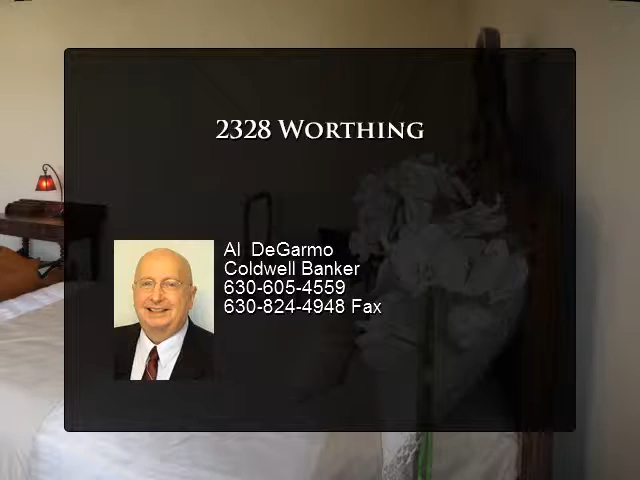 2328 WORTHING
Al DeGarmo
Coldwell Banker
630-605-4559
630-824-4948 Fax